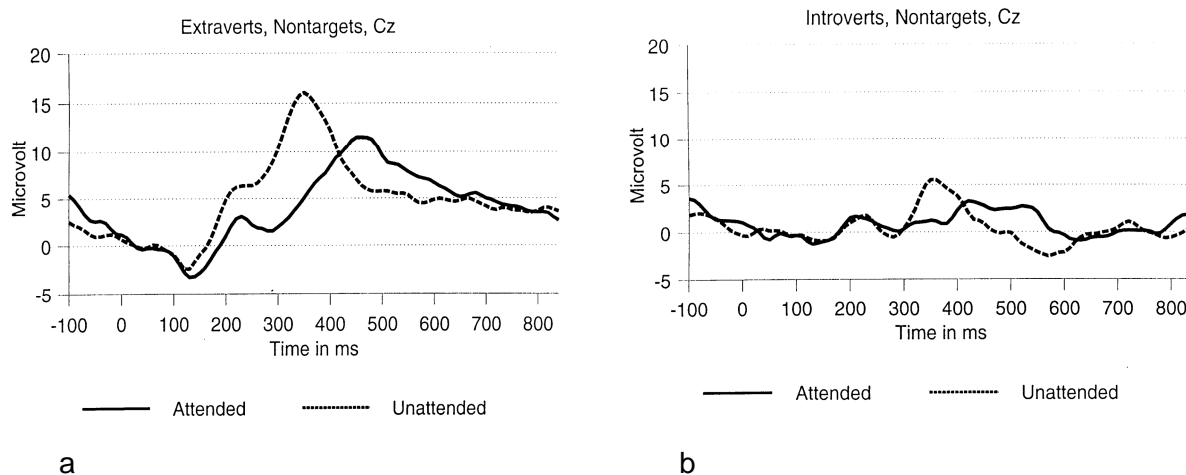 Extraverts, Nontargets, Cz
20
15
10
5
0
-5
Microvolt
-100 0 100 200 300 400 500 600 700 800
Time in ms
Attended Unattended
a
Introverts, Nontargets, Cz
20
15
10
5
0
-5
Microvolt
-100 0 100 200 300 400 500 600 700 800
Time in ms
Attended Unattended
b